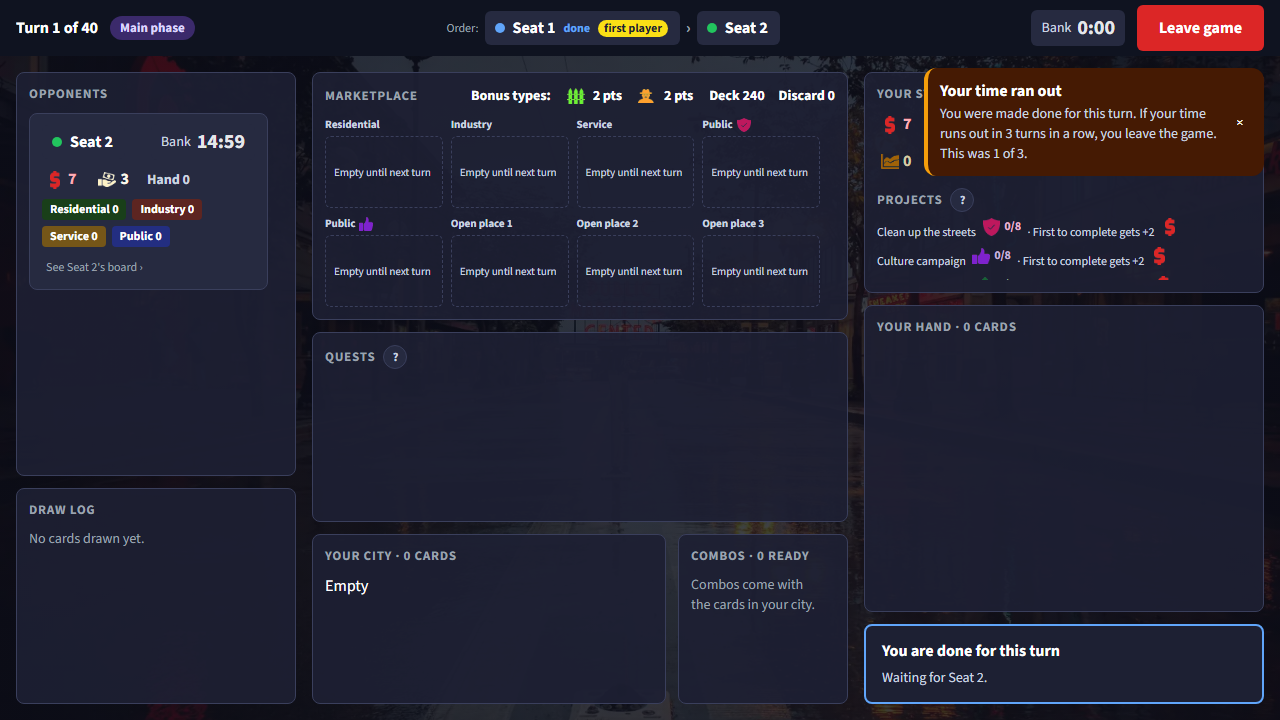 Turn 1 of 40 Main phase Order: Seat 1 done first player › Seat 2 Bank 0:00 Leave game
OPPONENTS
Seat 2 Bank 14:59
7 3 Hand 0
Residential 0 Industry 0
Service 0 Public 0
See Seat 2's board ›
DRAW LOG
No cards drawn yet.
MARKETPLACE Bonus types: 2 pts 2 pts Deck 240 Discard 0
Residential Industry Service Public
Empty until next turn Empty until next turn Empty until next turn Empty until next turn
Public Open place 1 Open place 2 Open place 3
Empty until next turn Empty until next turn Empty until next turn Empty until next turn
QUESTS ?
YOUR CITY · 0 CARDS
Empty
COMBOS · 0 READY
Combos come with
the cards in your city.
YOUR S
$ 7
0
Your time ran out ×
You were made done for this turn. If your time
runs out in 3 turns in a row, you leave the game.
This was 1 of 3.
PROJECTS ?
Clean up the streets 0/8 · First to complete gets +2 $
Culture campaign 0/8 · First to complete gets +2 $
YOUR HAND · 0 CARDS
You are done for this turn
Waiting for Seat 2.